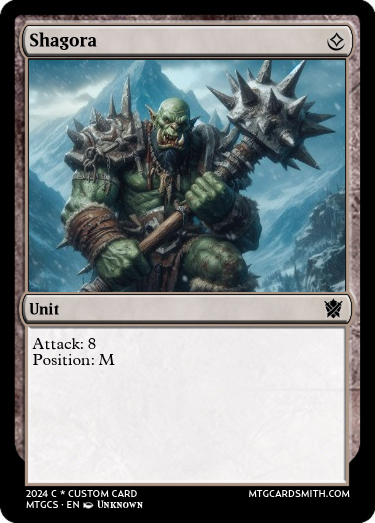 Shagora
Unit
Attack: 8
Position: M
2024 C * CUSTOM CARD
MTGCARDSMITH.COM
MTGCS · EN Unknown